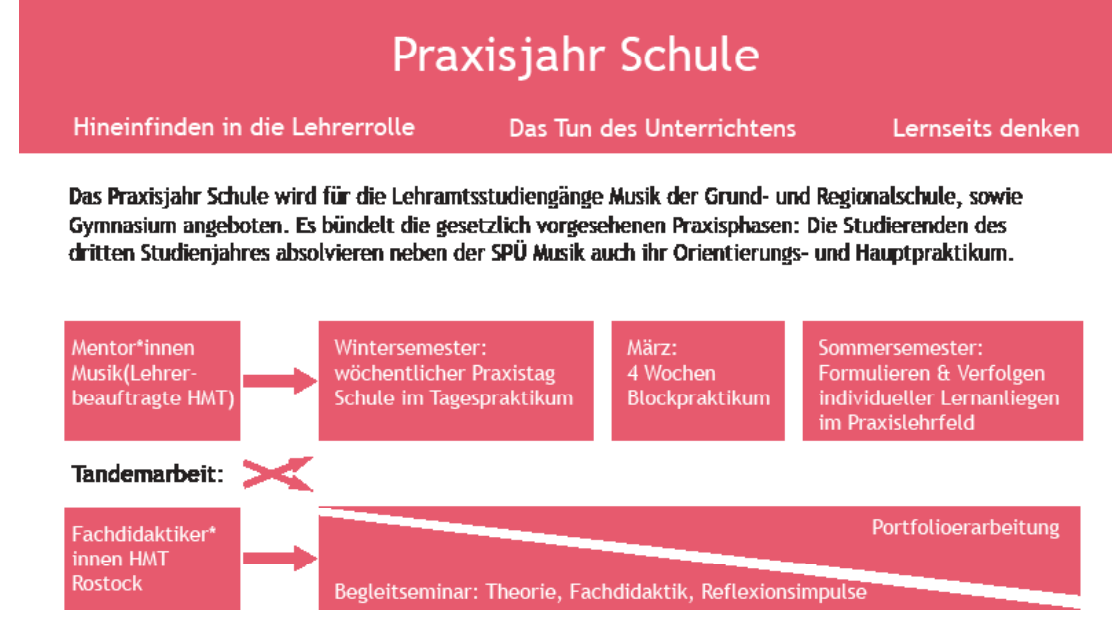 Praxisjahr Schule
Hineinfinden in die Lehrerrolle
Das Tun des Unterrichtens
Lernseits denken
Das Praxisjahr Schule wird für die Lehramtsstudiengänge Musik der Grund- und Regionalschule, sowie
Gymnasium angeboten. Es bündelt die gesetzlich vorgesehenen Praxisphasen: Die Studierenden des
dritten Studienjahres absolvieren neben der SPÜ Musik auch ihr Orientierungs- und Hauptpraktikum.
Mentor*innen
Musik(Lehrer-
beauftragte HMT)
Wintersemester:
wöchentlicher Praxistag
Schule im Tagespraktikum
März:
4 Wochen
Blockpraktikum
Sommersemester:
Formulieren & Verfolgen
individueller Lernanliegen
im Praxislehrfeld
Tandemarbeit:
Fachdidaktiker*
innen HMT
Rostock
Portfolioerarbeitung
Begleitseminar: Theorie, Fachdidaktik, Reflexionsimpulse